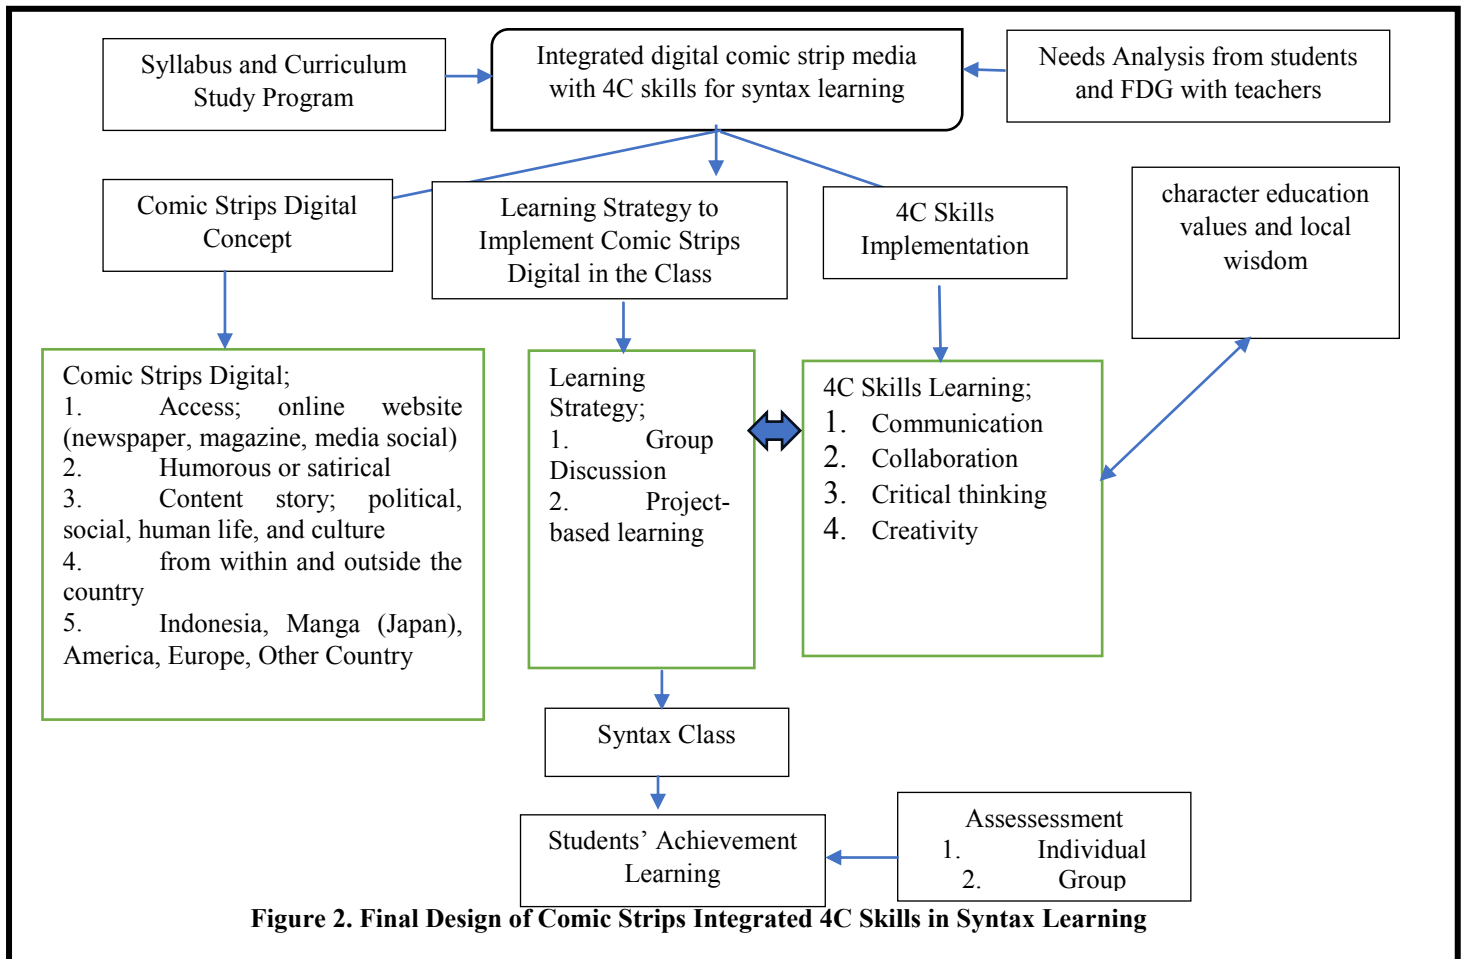 Syllabus and Curriculum
Study Program
Integrated digital comic strip media
with 4C skills for syntax learning
Needs Analysis from students
and FDG with teachers
Comic Strips Digital
Concept
Learning Strategy to
Implement Comic Strips
Digital in the Class
4C Skills
Implementation
character education
values and local
wisdom
Comic Strips Digital;
1. Access; online website
(newspaper, magazine, media social)
2. Humorous or satirical
3. Content story; political,
social, human life, and culture
4. from within and outside the
country
5. Indonesia, Manga (Japan),
America, Europe, Other Country
Learning
Strategy;
1. Group
Discussion
2. Project-
based learning
4C Skills Learning;
1. Communication
2. Collaboration
3. Critical thinking
4. Creativity
Syntax Class
Students’ Achievement
Learning
Assessessment
1. Individual
2. Group
Figure 2. Final Design of Comic Strips Integrated 4C Skills in Syntax Learning